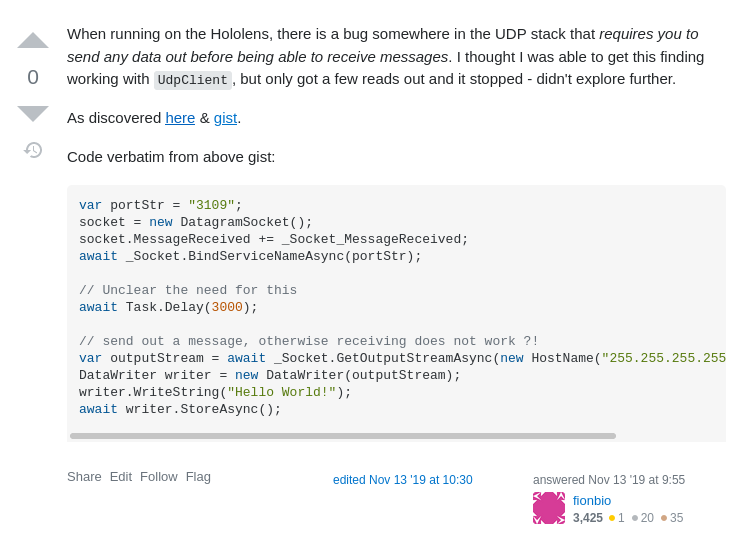 When running on the Hololens, there is a bug somewhere in the UDP stack that requires you to
send any data out before being able to receive messages. I thought I was able to get this finding
0
working with UdpClient, but only got a few reads out and it stopped - didn't explore further.
As discovered here & gist.
Code verbatim from above gist:
var portStr = "3109";
socket = new DatagramSocket();
socket.MessageReceived += _Socket_MessageReceived;
await _Socket.BindServiceNameAsync(portStr);
// Unclear the need for this
await Task.Delay(3000);
// send out a message, otherwise receiving does not work ?!
var outputStream = await _Socket.GetOutputStreamAsync(new HostName("255.255.255.255
DataWriter writer = new DataWriter(outputStream);
writer.WriteString("Hello World!");
await writer.StoreAsync();
Share Edit Follow Flag
edited Nov 13 '19 at 10:30
answered Nov 13 '19 at 9:55
fionbio
3,425 1 20 35